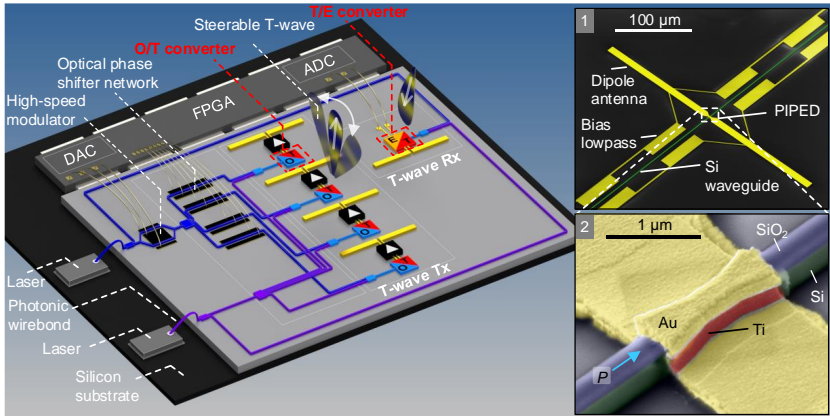 T/E converter
Steerable T-wave
O/T converter
Optical phase
shifter network
High-speed
modulator
DAC
FPGA
ADC
T-wave Rx
T-wave Tx
Laser
Photonic
wirebond
Laser
Silicon
substrate
1
100 µm
Dipole
antenna
PIPED
Bias
lowpass
Si
waveguide
2
1 µm
SiO₂
Si
Au
Ti
P